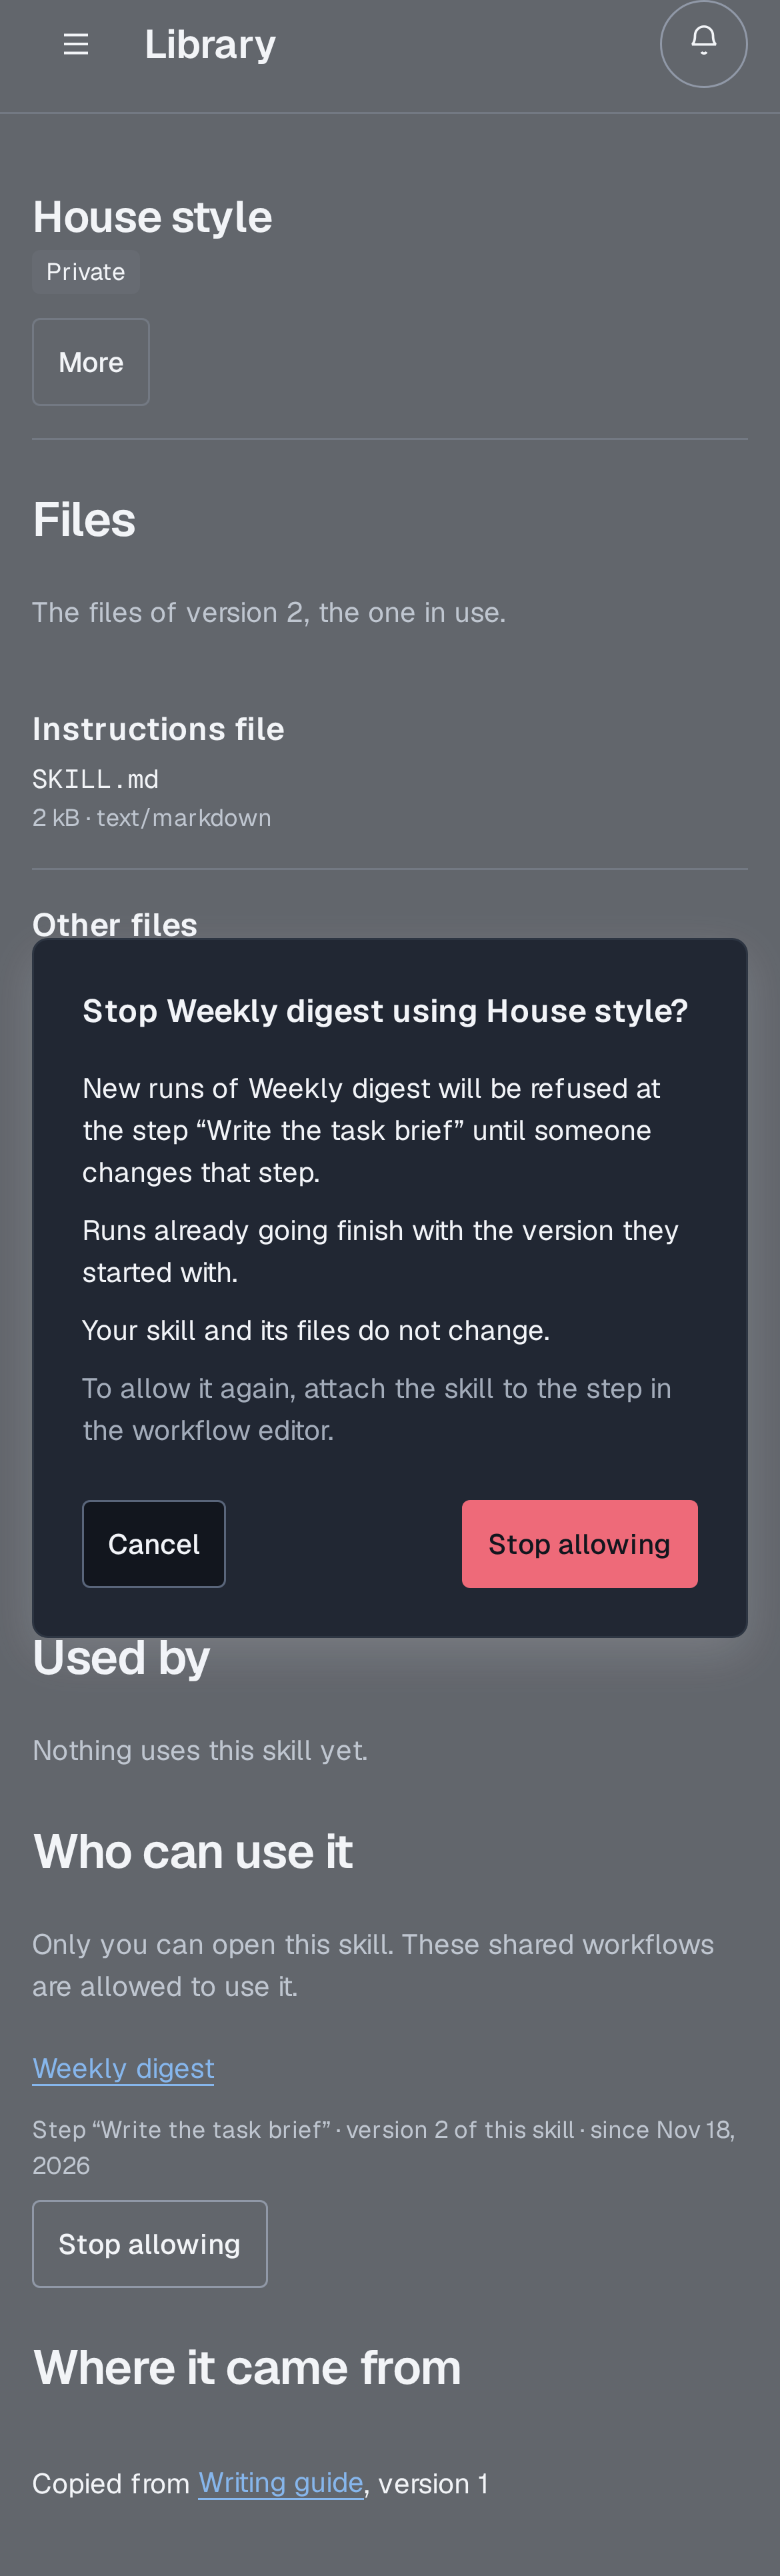 Library
House style
Private
More
Files
The files of version 2, the one in use.
Instructions file
SKILL.md
2 kB · text/markdown
Other files
Stop Weekly digest using House style?
New runs of Weekly digest will be refused at
the step “Write the task brief” until someone
changes that step.
Runs already going finish with the version they
started with.
Your skill and its files do not change.
To allow it again, attach the skill to the step in
the workflow editor.
Cancel
Stop allowing
Used by
Nothing uses this skill yet.
Who can use it
Only you can open this skill. These shared workflows
are allowed to use it.
Weekly digest
Step “Write the task brief” · version 2 of this skill · since Nov 18,
2026
Stop allowing
Where it came from
Copied from Writing guide, version 1